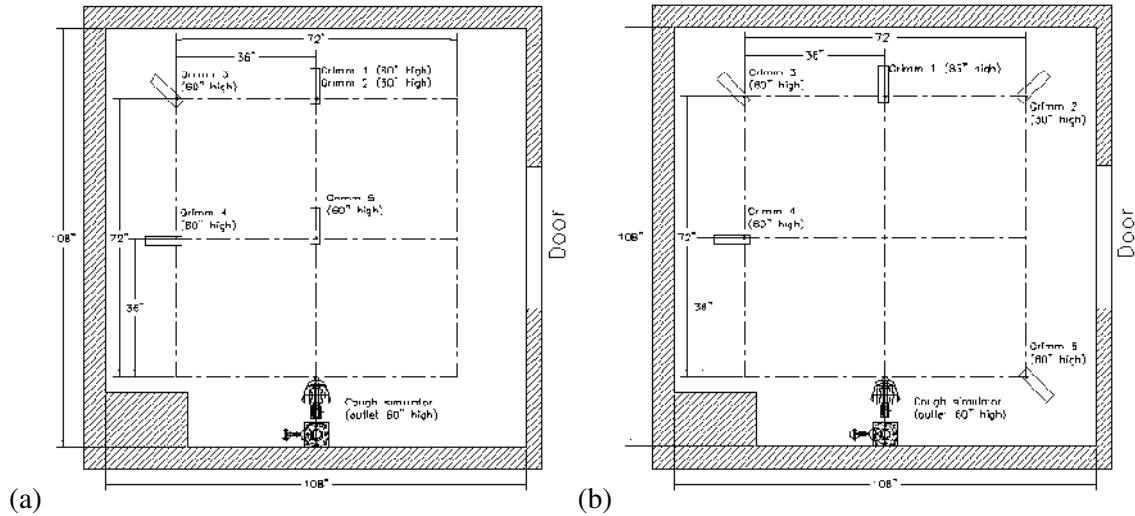 72"
36"
Grimm 3
(60" high)
Grimm 1 (60" high)
Grimm 2 (30" high)
Grimm 4
(60" high)
Grimm 5
(60" high)
108"
72"
36"
Door
Cough simulator
(outlet 60" high)
108"
(a)
72
36"
Grimm 3
(60" high)
Grimm 1
high)
Grimm 2
high)
Grimm 4
(60" high)
108"
72"
36"
Door
Grimm 5
(60" high)
Cough simulator
(outlet 60" high)
108"
(b)